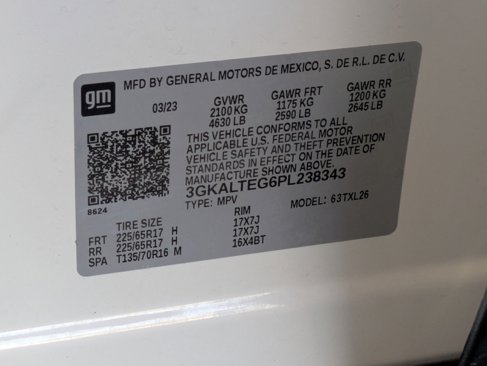 gm
MFD BY GENERAL MOTORS DE MEXICO, S. DE R.L. DE C.V.
03/23 GVWR GAWR FRT GAWR RR
2100 KG 1175 KG 1200 KG
4630 LB 2590 LB 2645 LB
THIS VEHICLE CONFORMS TO ALL
APPLICABLE U.S. FEDERAL MOTOR
VEHICLE SAFETY AND THEFT PREVENTION
STANDARDS IN EFFECT ON DATE OF
MANUFACTURE SHOWN ABOVE.
3GKALTEG6PL238343
8624
TYPE: MPV MODEL: 63TXL26
TIRE SIZE RIM
FRT 225/65R17 H 17X7J
RR 225/65R17 H 17X7J
SPA T135/70R16 M 16X4BT